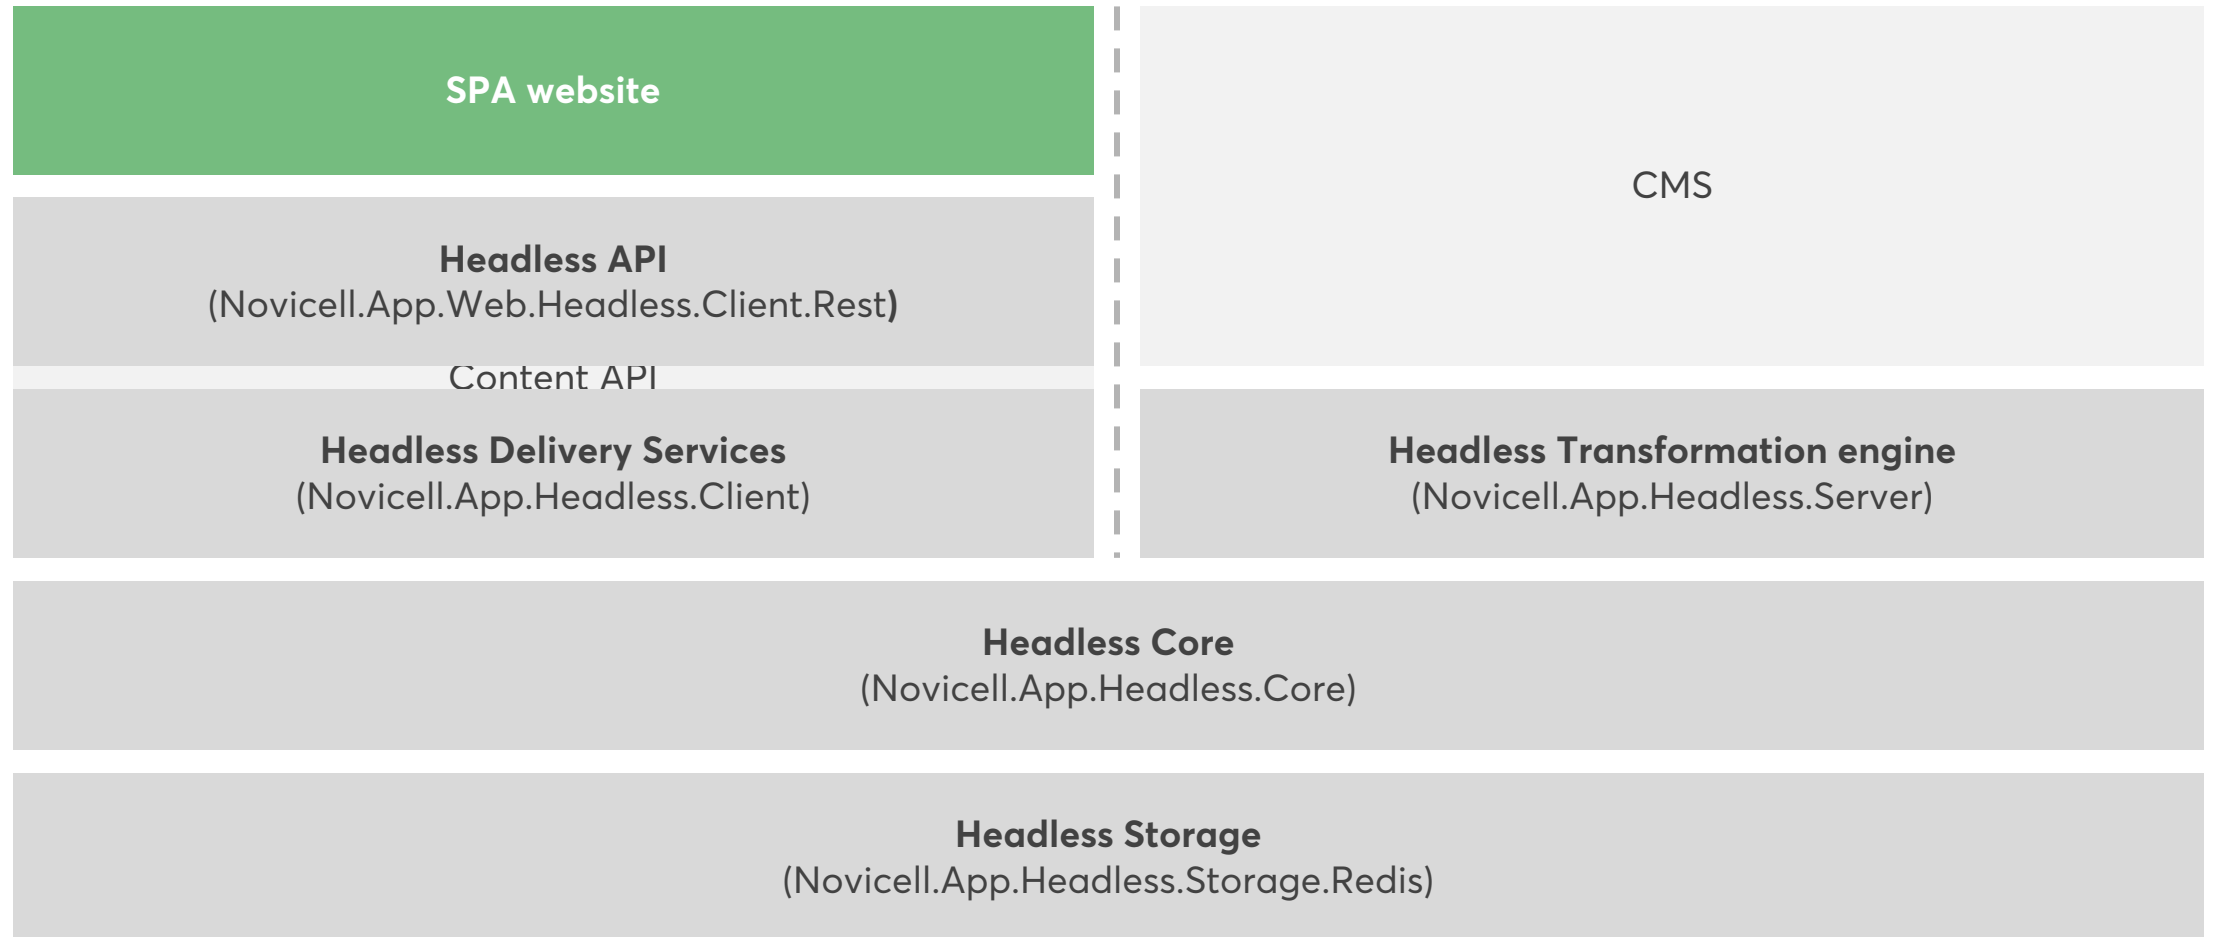 SPA website
CMS
Headless API
(Novicell.App.Web.Headless.Client.Rest)
Content API
Headless Delivery Services
(Novicell.App.Headless.Client)
Headless Transformation engine
(Novicell.App.Headless.Server)
Headless Core
(Novicell.App.Headless.Core)
Headless Storage
(Novicell.App.Headless.Storage.Redis)